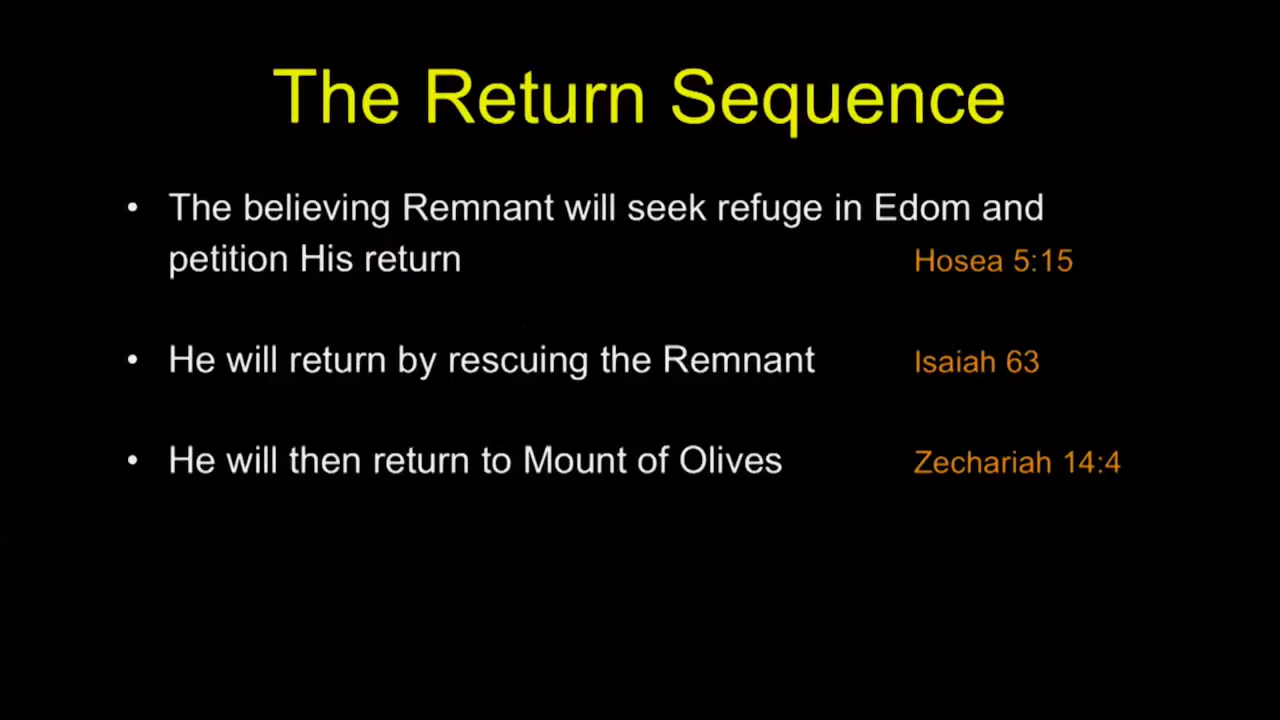 The Return Sequence
• The believing Remnant will seek refuge in Edom and
petition His return Hosea 5:15
• He will return by rescuing the Remnant Isaiah 63
• He will then return to Mount of Olives Zechariah 14:4